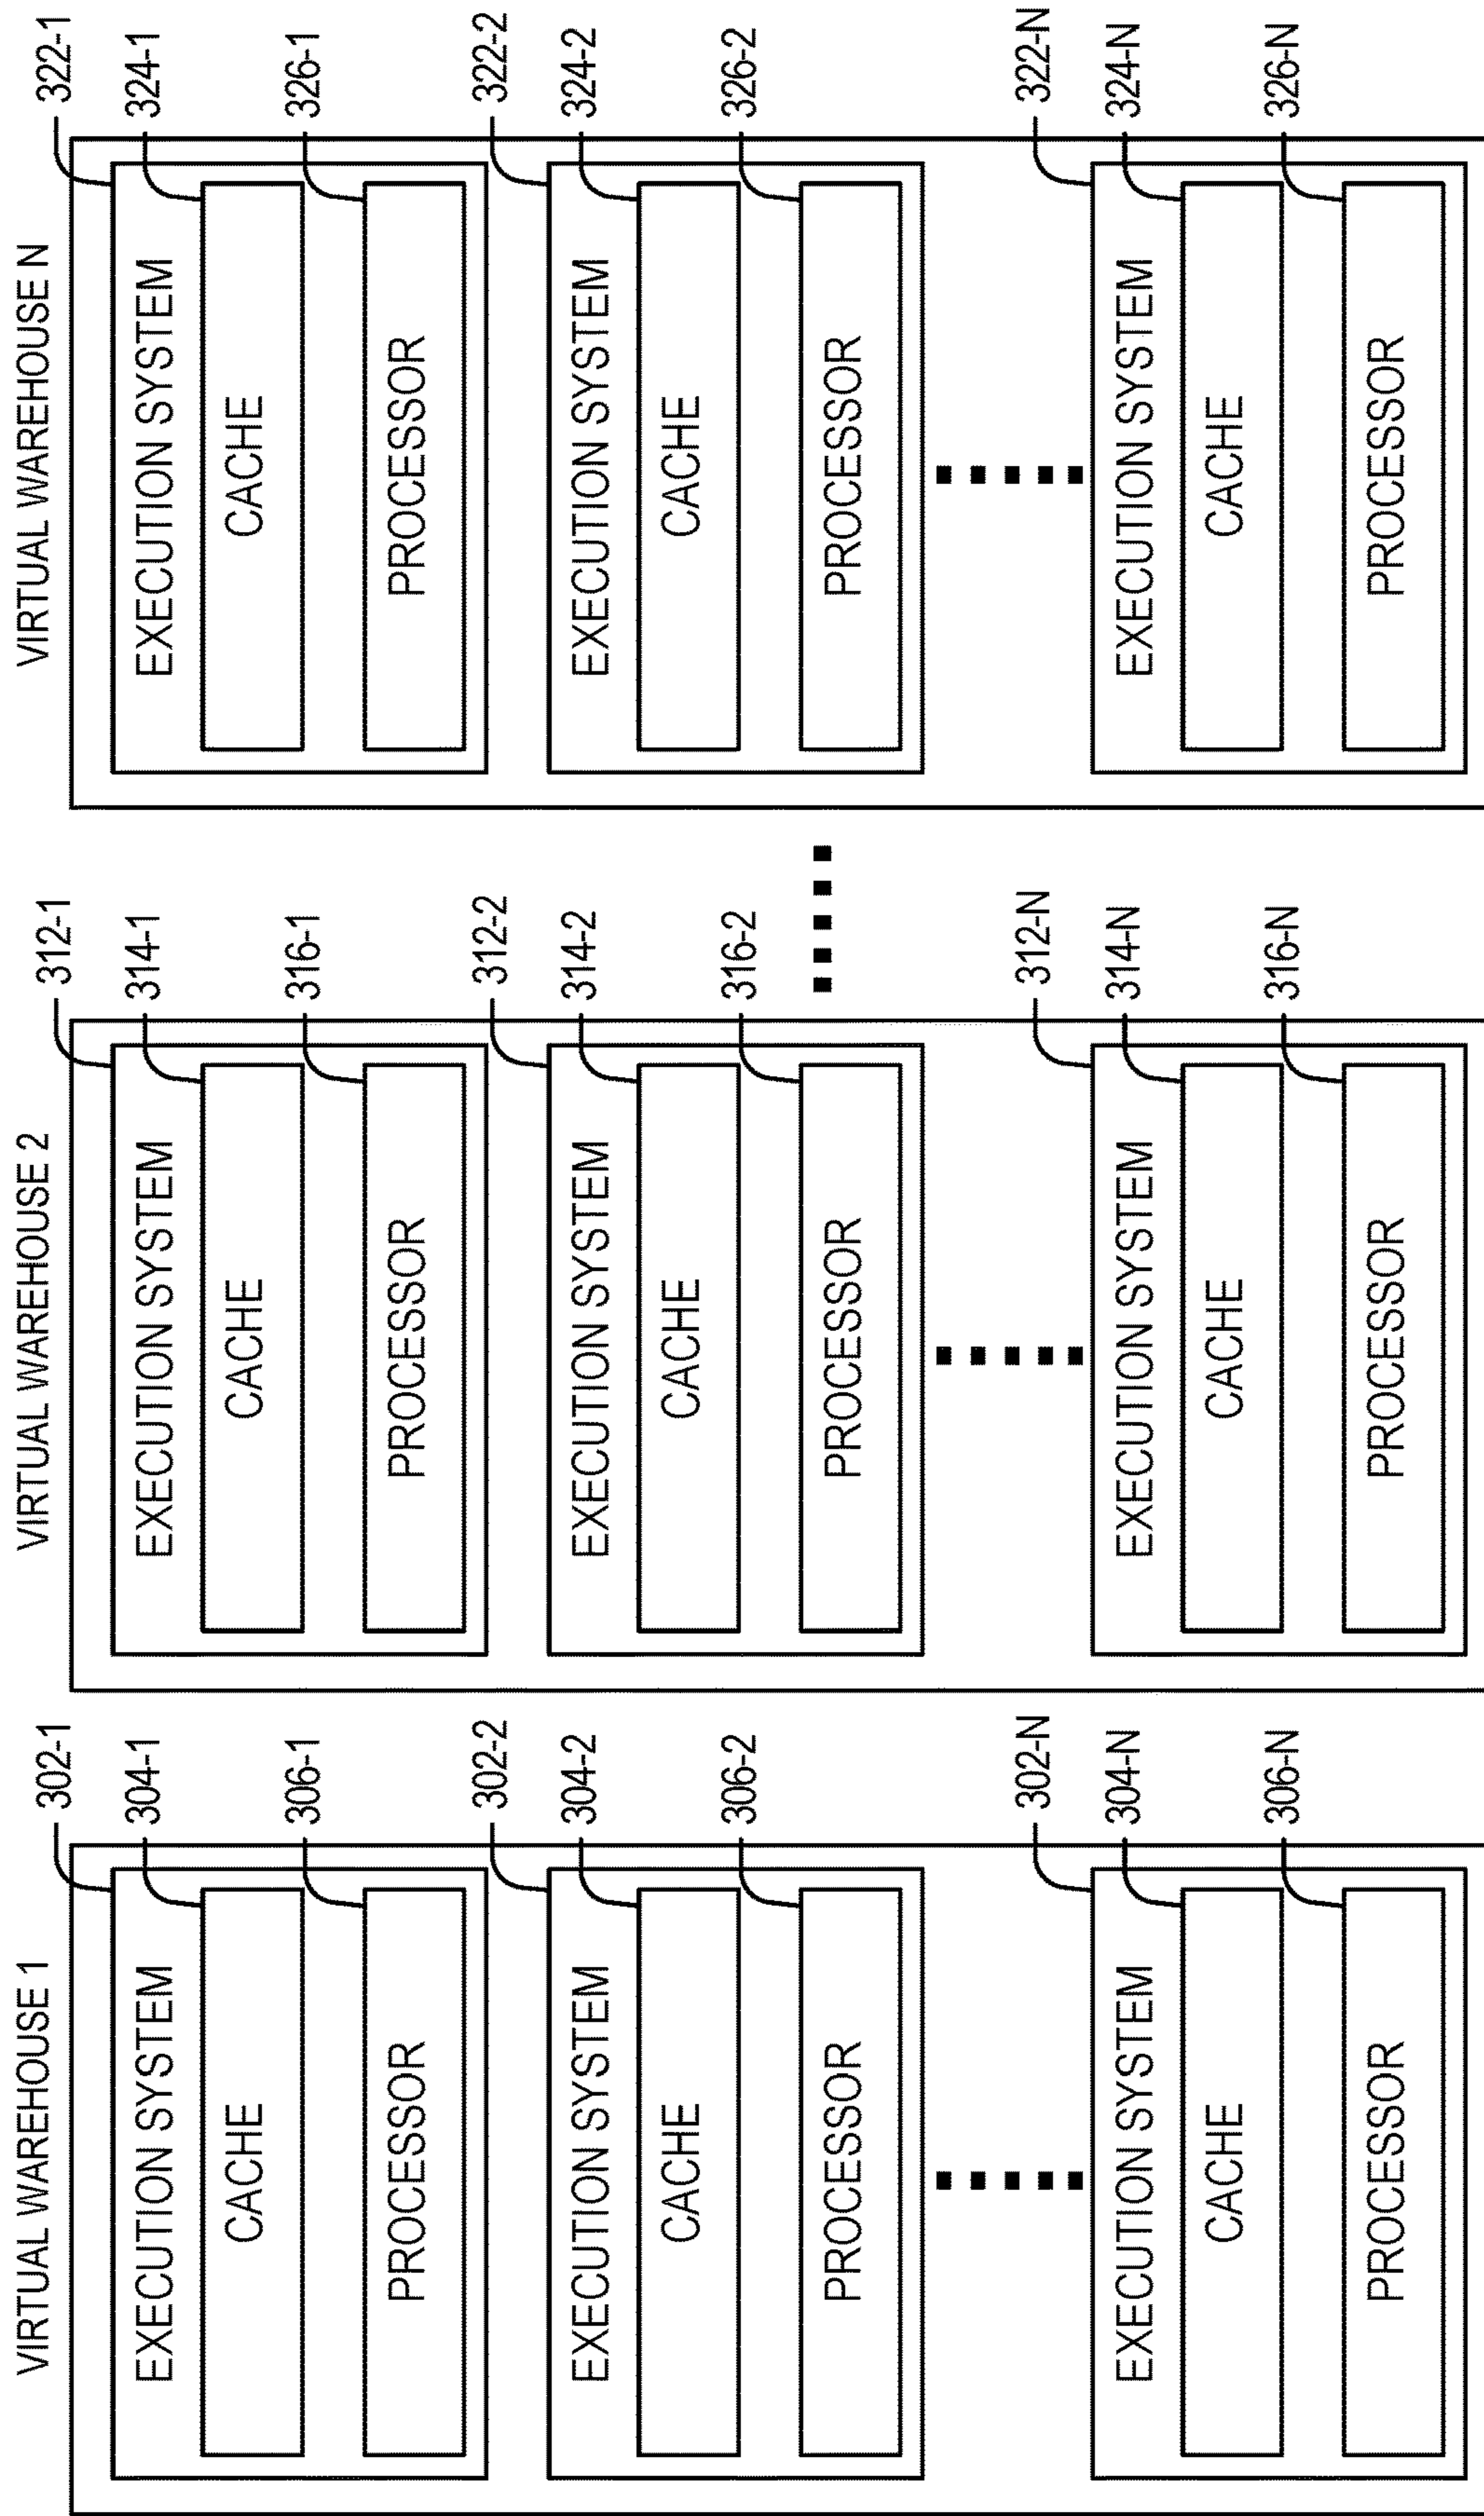 VIRTUAL WAREHOUSE 1
302-1
EXECUTION SYSTEM
304-1
CACHE
306-1
PROCESSOR
302-2
EXECUTION SYSTEM
304-2
CACHE
306-2
PROCESSOR
302-N
EXECUTION SYSTEM
304-N
CACHE
306-N
PROCESSOR
VIRTUAL WAREHOUSE 2
312-1
EXECUTION SYSTEM
314-1
CACHE
316-1
PROCESSOR
312-2
EXECUTION SYSTEM
314-2
CACHE
316-2
PROCESSOR
312-N
EXECUTION SYSTEM
314-N
CACHE
316-N
PROCESSOR
VIRTUAL WAREHOUSE N
322-1
EXECUTION SYSTEM
324-1
CACHE
326-1
PROCESSOR
322-2
EXECUTION SYSTEM
324-2
CACHE
326-2
PROCESSOR
322-N
EXECUTION SYSTEM
324-N
CACHE
326-N
PROCESSOR